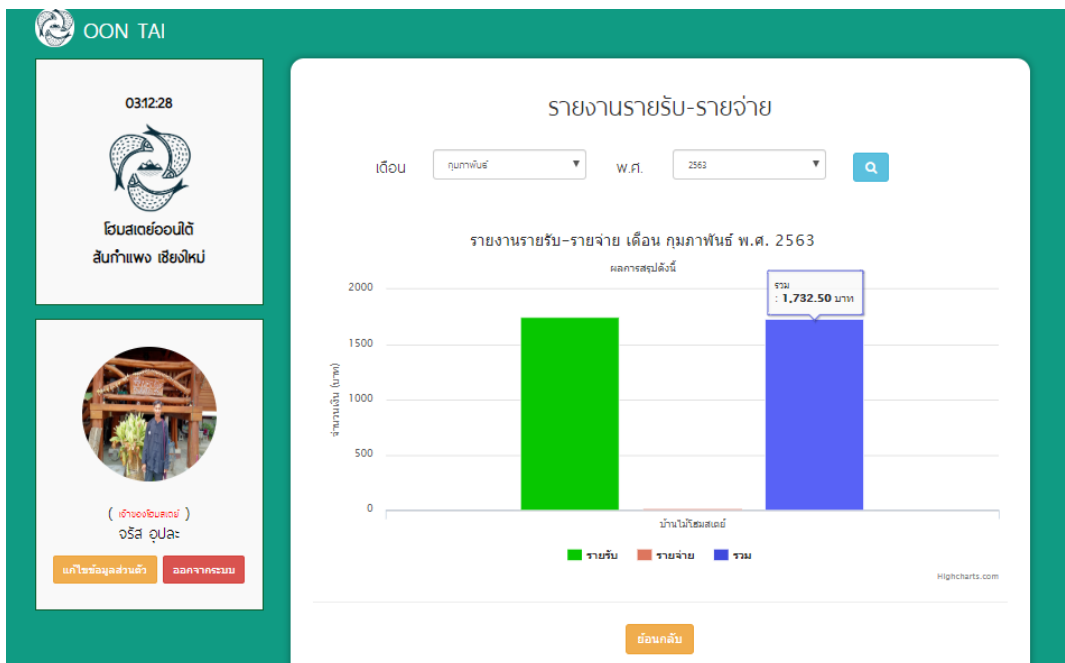 OON TAI
03:12:28
โฮมสเตย์ออนใต้
สันกำแพง เชียงใหม่
( เจ้าของโฮมสเตย์ )
จรัส อุปละ
แก้ไขข้อมูลส่วนตัว ออกจากระบบ
รายงานรายรับ-รายจ่าย
เดือน กุมภาพันธ์ พ.ศ. 2563
รายงานรายรับ-รายจ่าย เดือน กุมภาพันธ์ พ.ศ. 2563
ผลการสรุปดังนี้
รวม
: 1,732.50 บาท
จำนวนเงิน (บาท)
2000
1500
1000
500
0
บ้านไม้โฮมสเตย์
รายรับ รายจ่าย รวม
Highcharts.com
ย้อนกลับ